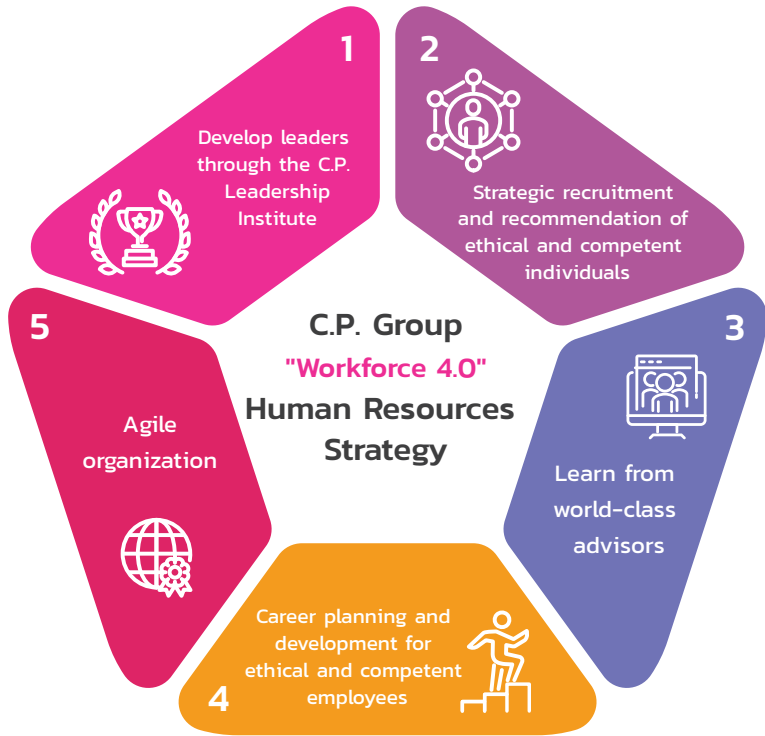 1
Develop leaders
through the C.P.
Leadership
Institute
2
Strategic recruitment
and recommendation of
ethical and competent
individuals
C.P. Group
"Workforce 4.0"
Human Resources
Strategy
3
Learn from
world-class
advisors
4
Career planning and
development for
ethical and competent
employees
5
Agile
organization